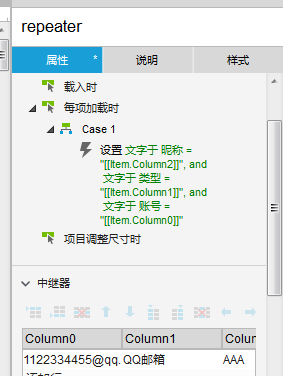 repeater
属性 * 说明 样式
载入时
每项加载时
Case 1
设置 文字于 昵称 =
"[[Item.Column2]]", and
文字于 类型 =
"[[Item.Column1]]", and
文字于 账号 =
"[[Item.Column0]]"
项目调整尺寸时
中继器
Column0 Column1 Colum
1122334455@qq. QQ邮箱 AAA